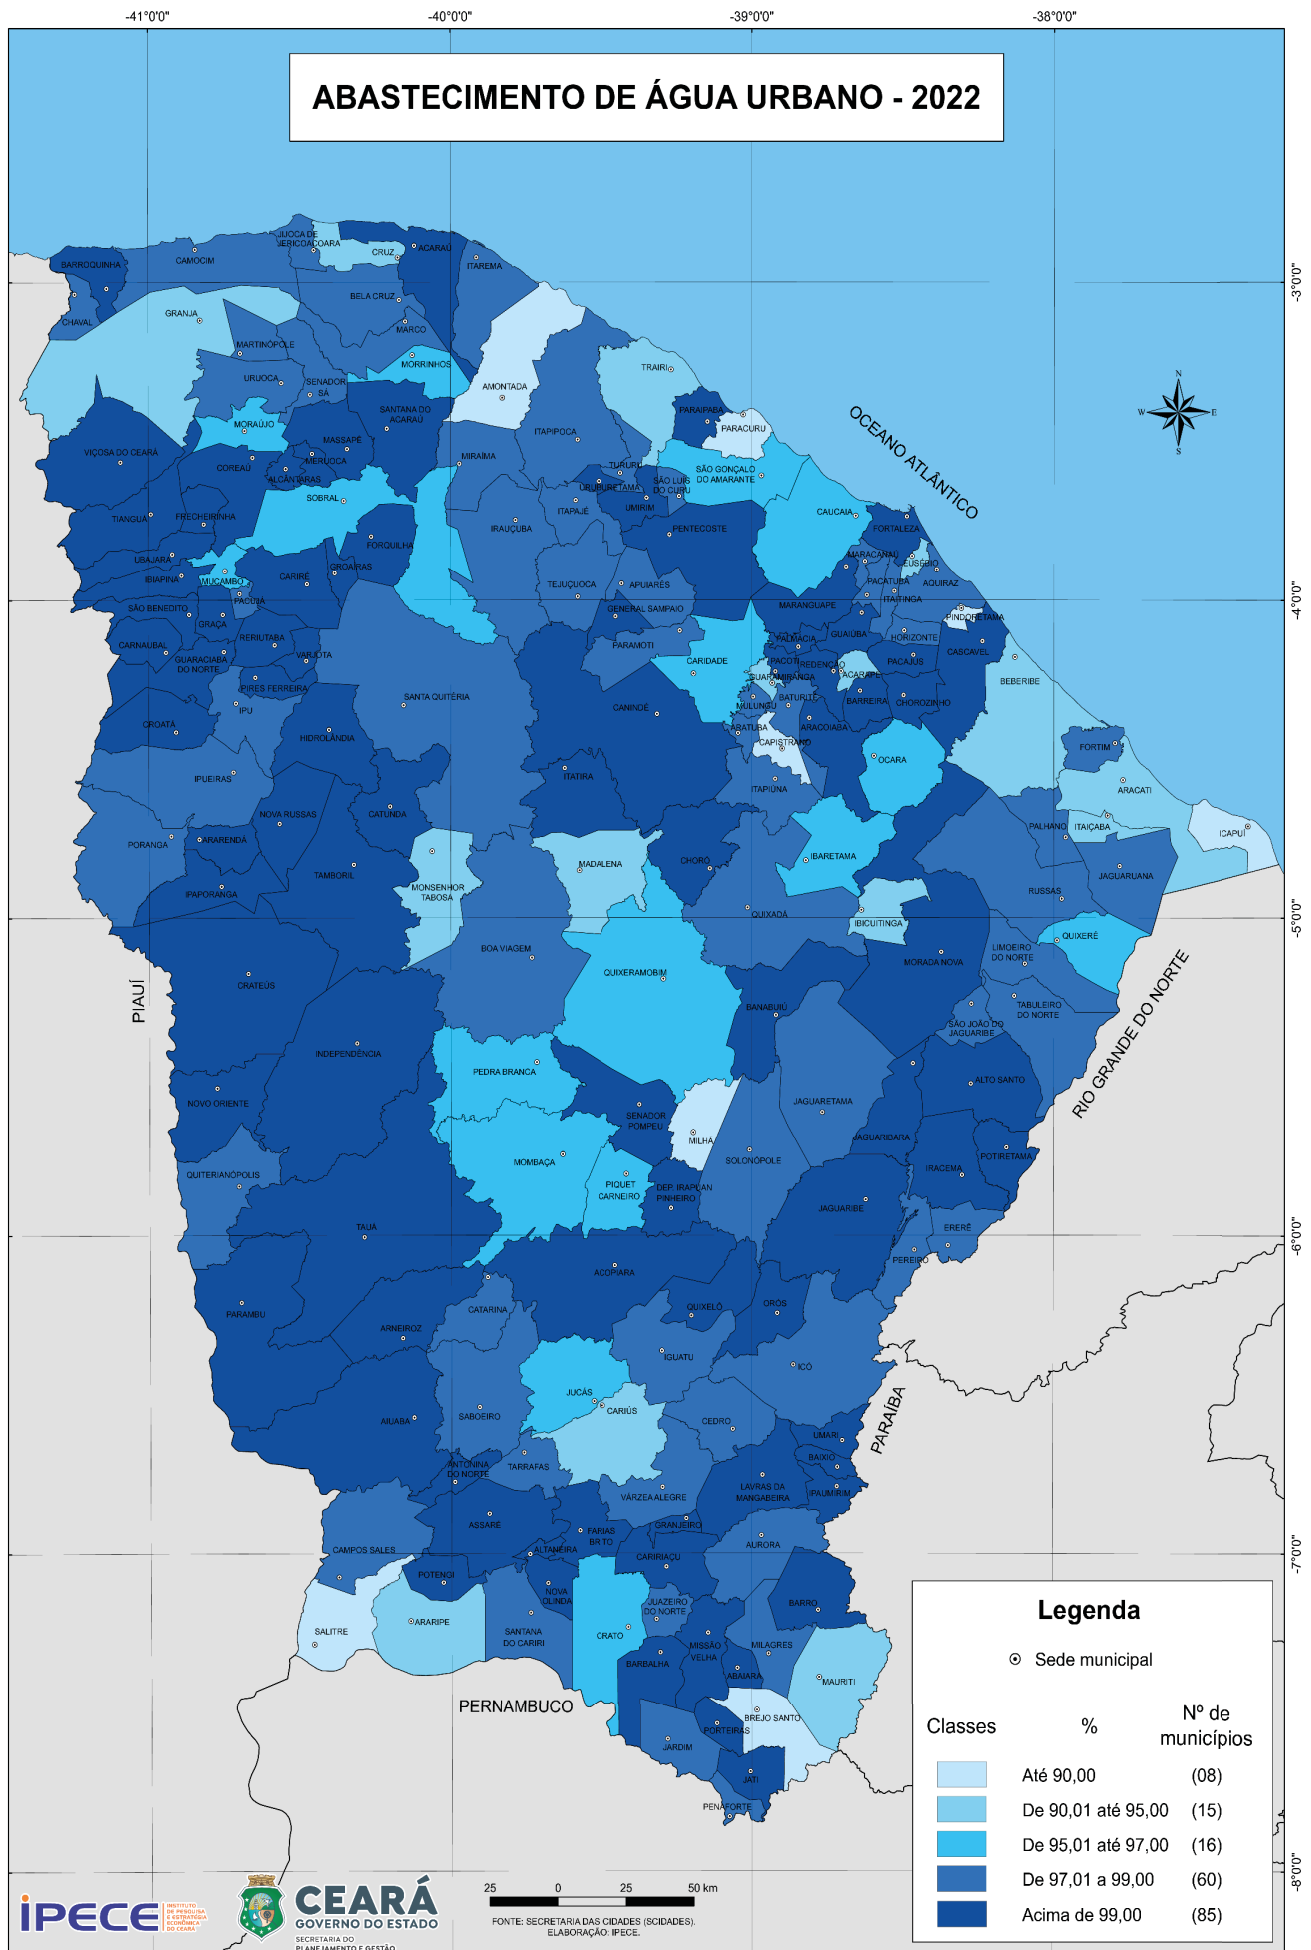 -41°0'0"
-40°0'0"
-39°0'0"
-38°0'0"
ABASTECIMENTO DE ÁGUA URBANO - 2022
-3°0'0"
-4°0'0"
-5°0'0"
-6°0'0"
-7°0'0"
-8°0'0"
N
W
E
S
OCEANO ATLÂNTICO
PIAUÍ
RIO GRANDE DO NORTE
PARAÍBA
PERNAMBUCO
JIJOCA DE
JERICOACOARA
CRUZ
ACARAÚ
BARROQUINHA
CAMOCIM
ITAREMA
CHAVAL
GRANJA
BELA CRUZ
MARCO
MARTINÓPOLE
MORRINHOS
URUOCA
SENADOR
SÁ
AMONTADA
TRAIRI
SANTANA DO
ACARAÚ
PARAIPABA
PARACURU
MORAÚJO
MASSAPÊ
ITAPIPOCA
VIÇOSA DO CEARÁ
COREAÚ
MERUOCA
ALCÂNTARAS
MIRAÍMA
TURURU
URUBURETAMA
SÃO LUIS
DO CURU
SÃO GONÇALO
DO AMARANTE
SOBRAL
UMIRIM
ITAPAJÉ
TIANGUA
FRECHEIRINHA
IRAUÇUBA
PENTECOSTE
CAUCAIA
FORTALEZA
FORQUILHA
UBAJARA
IBIAPINA
MUCAMBO
CARIRÉ
GROAÍRAS
MARACANAÚ
EUSÉBIO
PACATUBA
AQUIRAZ
TEJUÇUOCA
APUIARÉS
ITAITINGA
PACUJÁ
SÃO BENEDITO
GRAÇA
GENERAL SAMPAIO
MARANGUAPE
PINDORETAMA
CARNAUBAL
RERIUTABA
GUARACIABA
DO NORTE
VARJOTA
PARAMOTI
GUAIÚBA
HORIZONTE
PALMÁCIA
CASCAVEL
CARIDADE
PACOTI
REDENÇÃO
PACAJUS
PIRES FERREIRA
GUARAMIRANGA
ACARAPE
BEBERIBE
IPU
SANTA QUITÉRIA
CANINDÉ
MULUNGU
BATURITÉ
BARREIRA
CHOROZINHO
CROATÁ
HIDROLÂNDIA
ARATUBA
ARACOIABA
CAPISTRANO
FORTIM
OCARA
IPUEIRAS
ITATIRA
ITAPIÚNA
ARACATI
NOVA RUSSAS
CATUNDA
PALHANO
ITAIÇABA
ICAPUÍ
PORANGA
ARARENDÁ
TAMBORIL
MADALENA
CHORÓ
IBARETAMA
JAGUARUANA
IPAPORANGA
MONSENHOR
TABOSA
RUSSAS
QUIXADÁ
IBICUITINGA
BOA VIAGEM
QUIXERÉ
MORADA NOVA
LIMOEIRO
DO NORTE
CRATEÚS
QUIXERAMOBIM
BANABUIÚ
TABULEIRO
DO NORTE
SÃO JOÃO DO
JAGUARIBE
INDEPENDÊNCIA
PEDRA BRANCA
ALTO SANTO
NOVO ORIENTE
JAGUARETAMA
SENADOR
POMPEU
MILHÃ
JAGUARIBARA
POTIRETAMA
SOLONÓPOLE
IRACEMA
MOMBAÇA
QUITERIANÓPOLIS
PIQUET
CARNEIRO
DEP. IRAPUAN
PINHEIRO
JAGUARIBE
TAUÁ
ERERÊ
PEREIRO
ACOPIARA
PARAMBU
CATARINA
QUIXELÔ
ORÓS
ARNEIROZ
IGUATU
ICÓ
JUCÁS
CARIÚS
SABOEIRO
CEDRO
AIUABA
UMARI
BAIXIO
ANTONINA
DO NORTE
TARRAFAS
LAVRAS DA
MANGABEIRA
IPAUMIRIM
VÁRZEA ALEGRE
ASSARÉ
GRANJEIRO
FARIAS
BRITO
AURORA
CAMPOS SALES
ALTANEIRA
CARIRIAÇU
POTENGI
NOVA
OLINDA
JUAZEIRO
DO NORTE
BARRO
SALITRE
ARARIPE
SANTANA
DO CARIRI
CRATO
MISSÃO
VELHA
MILAGRES
BARBALHA
ABAIARA
MAURITI
PORTEIRAS
BREJO SANTO
JARDIM
JATI
PENAFORTE
Legenda
Sede municipal
Classes
%
Nº de
municípios
Até 90,00 (08)
De 90,01 até 95,00 (15)
De 95,01 até 97,00 (16)
De 97,01 a 99,00 (60)
Acima de 99,00 (85)
25 0 25 50 km
FONTE: SECRETARIA DAS CIDADES (SCIDADES).
ELABORAÇÃO: IPECE.
iPECE
INSTITUTO
DE PESQUISA
E ESTRATÉGIA
ECONÔMICA
DO CEARÁ
CEARÁ
GOVERNO DO ESTADO
SECRETARIA DO
PLANEJAMENTO E GESTÃO